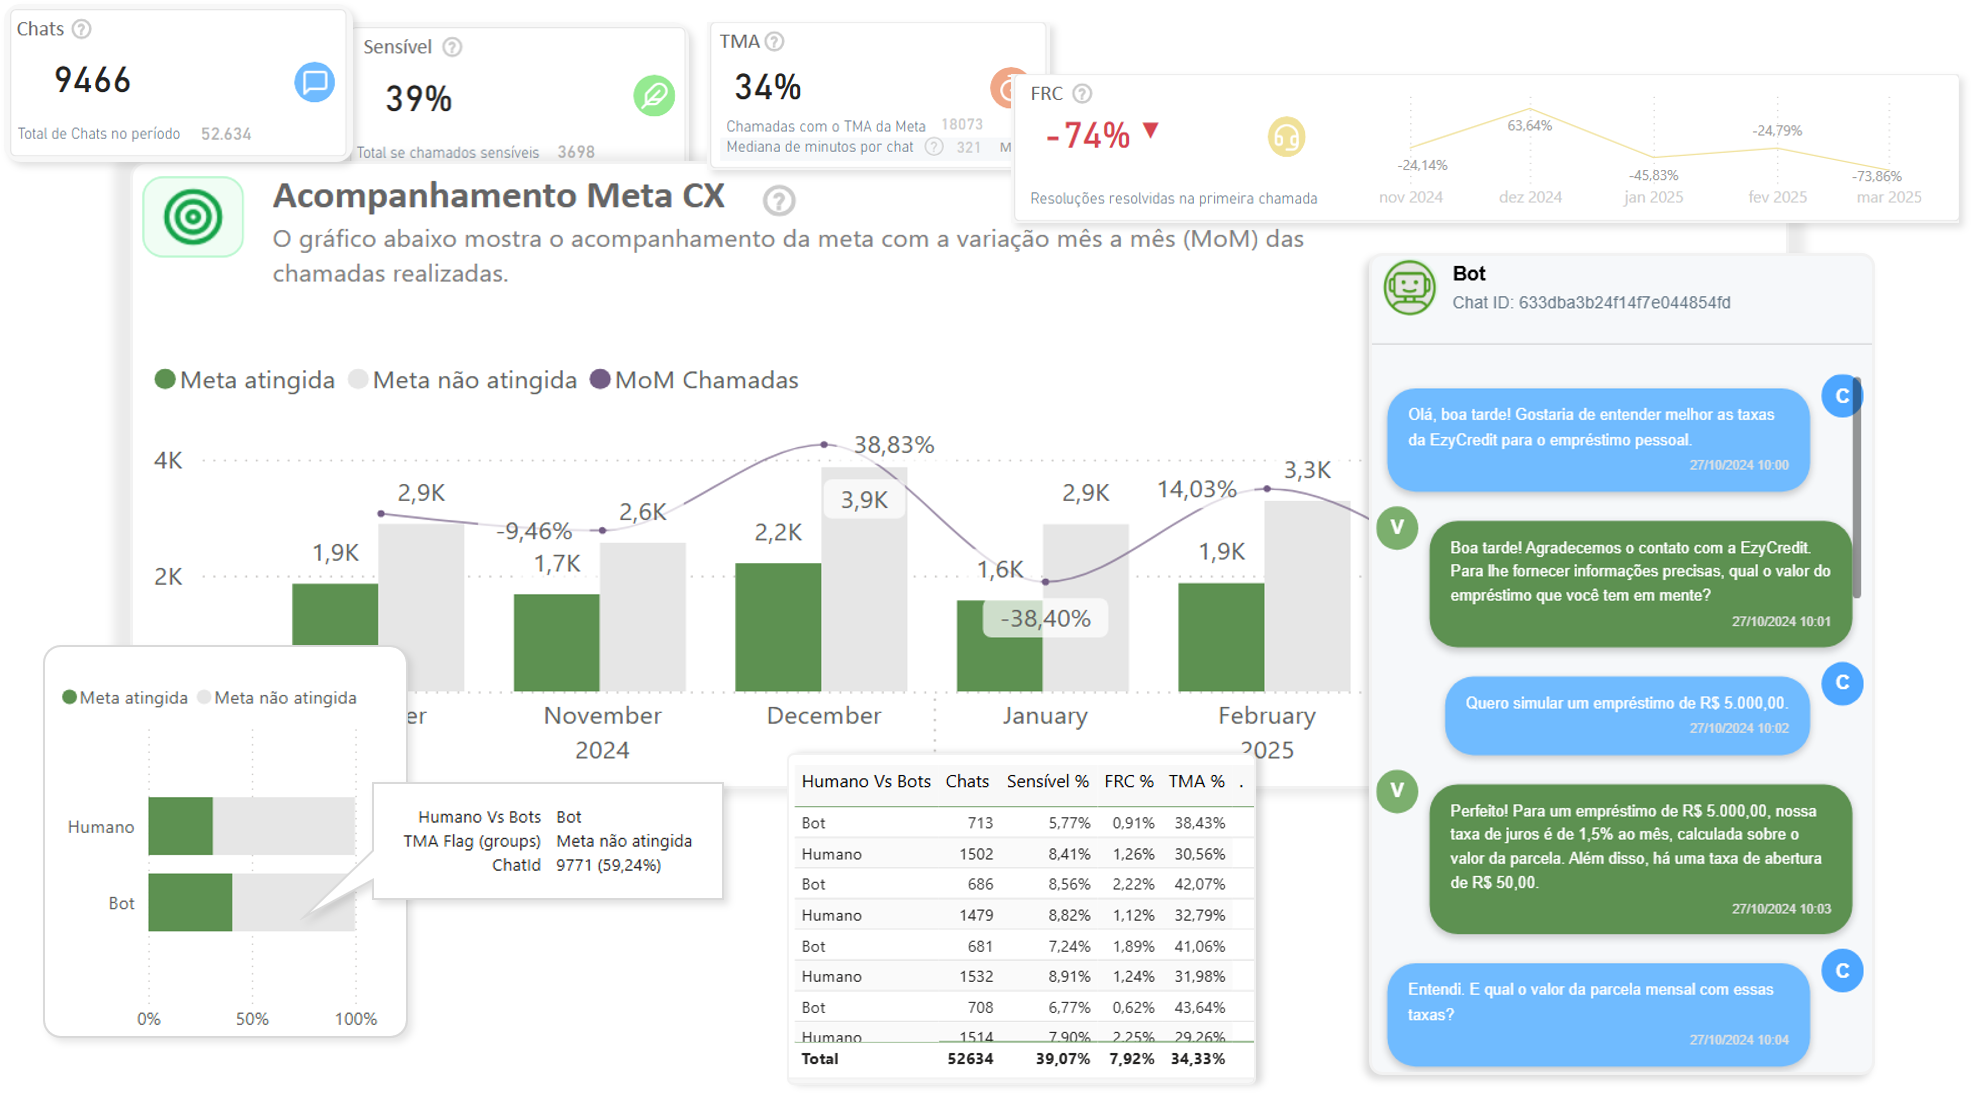 Chats ?
9466
Total de Chats no período 52.634
Sensível ?
39%
Total se chamados sensíveis 3698
TMA ?
34%
Chamadas com o TMA da Meta 18073
Mediana de minutos por chat ? 321 M
FRC ?
-74% ▼
Resoluções resolvidas na primeira chamada
-24,14%
63,64%
-45,83%
-24,79%
-73,86%
nov 2024 dez 2024 jan 2025 fev 2025 mar 2025
Acompanhamento Meta CX ?
O gráfico abaixo mostra o acompanhamento da meta com a variação mês a mês (MoM) das
chamadas realizadas.
Meta atingida Meta não atingida MoM Chamadas
4K
2K
1,9K
2,9K
-9,46%
1,7K
2,6K
2,2K
38,83%
3,9K
1,6K
-38,40%
2,9K
14,03%
1,9K
3,3K
er November December January February
2024 2025
Meta atingida Meta não atingida
Humano
Bot
0% 50% 100%
Humano Vs Bots Bot
TMA Flag (groups) Meta não atingida
ChatId 9771 (59,24%)
Humano Vs Bots Chats Sensível % FRC % TMA % .
Bot 713 5,77% 0,91% 38,43%
Humano 1502 8,41% 1,26% 30,56%
Bot 686 8,56% 2,22% 42,07%
Humano 1479 8,82% 1,12% 32,79%
Bot 681 7,24% 1,89% 41,06%
Humano 1532 8,91% 1,24% 31,98%
Bot 708 6,77% 0,62% 43,64%
Humano 1514 7,90% 2,25% 29,26%
Total 52634 39,07% 7,92% 34,33%
Bot
Chat ID: 633dba3b24f14f7e044854fd
C
Olá, boa tarde! Gostaria de entender melhor as taxas
da EzyCredit para o empréstimo pessoal.
27/10/2024 10:00
V
Boa tarde! Agradecemos o contato com a EzyCredit.
Para lhe fornecer informações precisas, qual o valor do
empréstimo que você tem em mente?
27/10/2024 10:01
C
Quero simular um empréstimo de R$ 5.000,00.
27/10/2024 10:02
V
Perfeito! Para um empréstimo de R$ 5.000,00, nossa
taxa de juros é de 1,5% ao mês, calculada sobre o
valor da parcela. Além disso, há uma taxa de abertura
de R$ 50,00.
27/10/2024 10:03
C
Entendi. E qual o valor da parcela mensal com essas
taxas?
27/10/2024 10:04